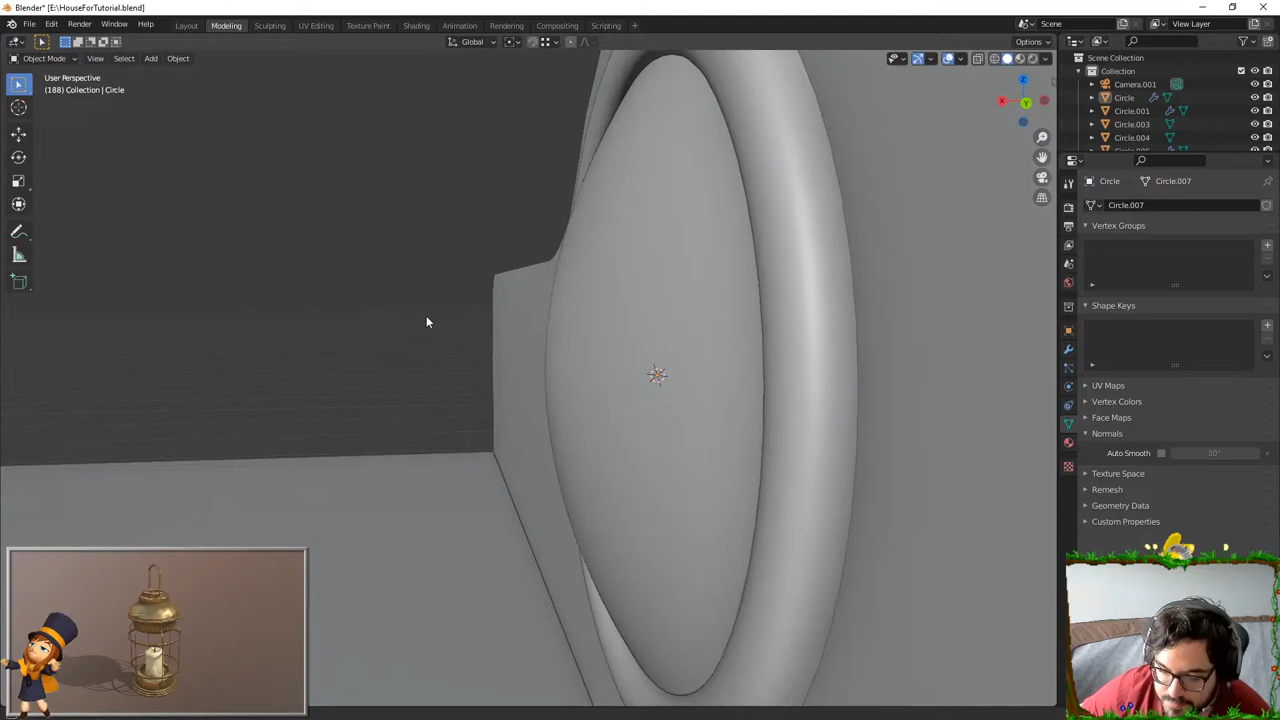 Blender* [E:\HouseForTutorial.blend]
File Edit Render Window Help Layout Modeling Sculpting UV Editing Texture Paint Shading Animation Rendering Compositing Scripting + Scene View Layer
Global Options
Object Mode View Select Add Object
User Perspective
(188) Collection | Circle
Z
X
Y
Scene Collection
Collection
Camera.001
Circle
Circle.001
Circle.003
Circle.004
Circle Circle.007
Circle.007
Vertex Groups
Shape Keys
UV Maps
Vertex Colors
Face Maps
Normals
Auto Smooth 30°
Texture Space
Remesh
Geometry Data
Custom Properties